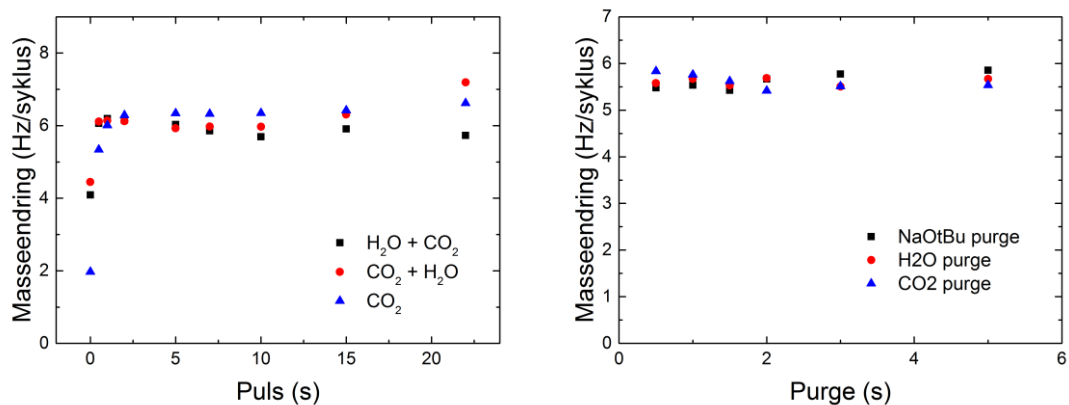 8
6
4
2
0
Masseendring (Hz/syklus)
H₂O + CO₂
CO₂ + H₂O
CO₂
0 5 10 15 20
Puls (s)
7
6
5
4
3
2
1
0
Masseendring (Hz/syklus)
NaOtBu purge
H2O purge
CO2 purge
0 2 4 6
Purge (s)